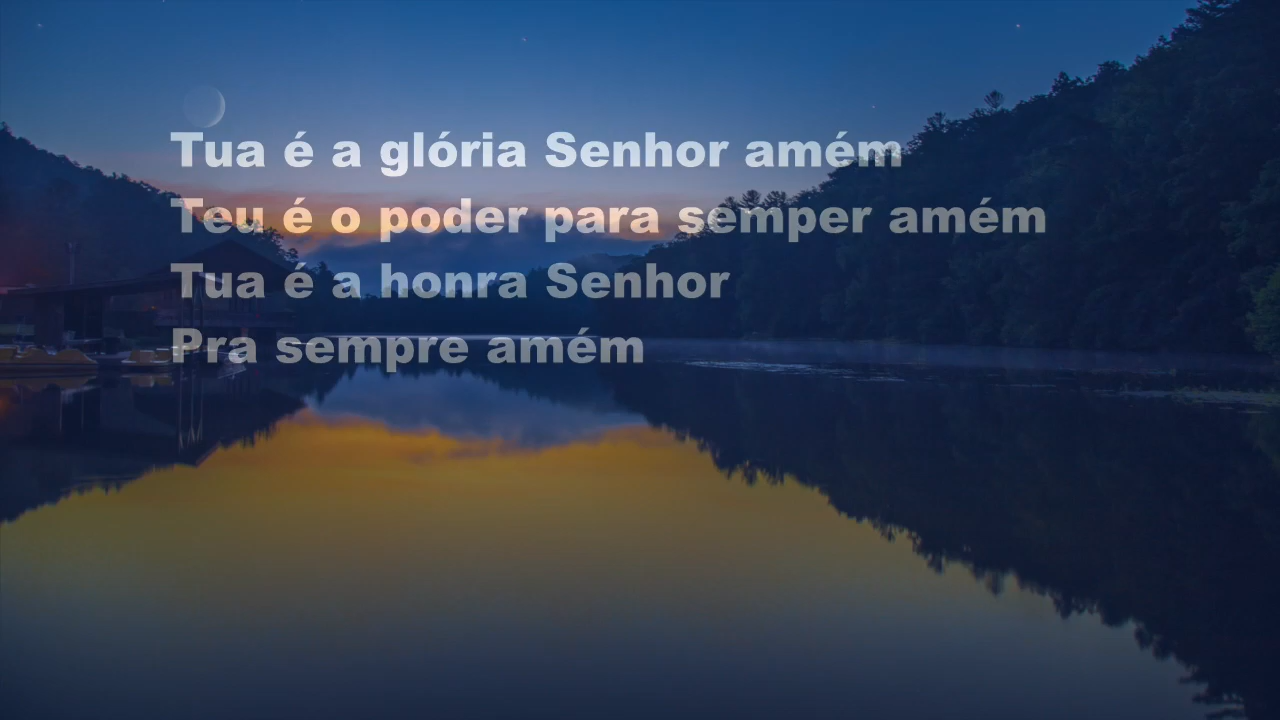 Tua é a glória Senhor amém
Teu é o poder para semper amém
Tua é a honra Senhor
Pra sempre amém